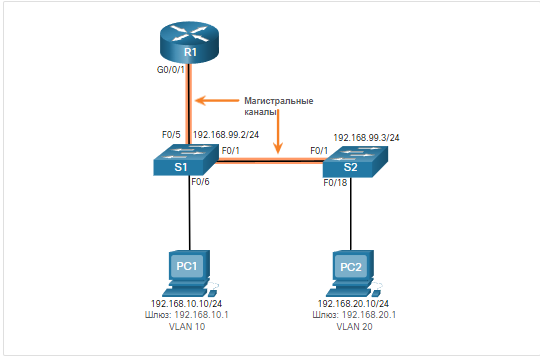 R1
G0/0/1
Магистральные
каналы
F0/5
192.168.99.2/24
192.168.99.3/24
F0/1
F0/1
S1
S2
F0/6
F0/18
PC1
PC2
192.168.10.10/24
Шлюз: 192.168.10.1
VLAN 10
192.168.20.10/24
Шлюз: 192.168.20.1
VLAN 20